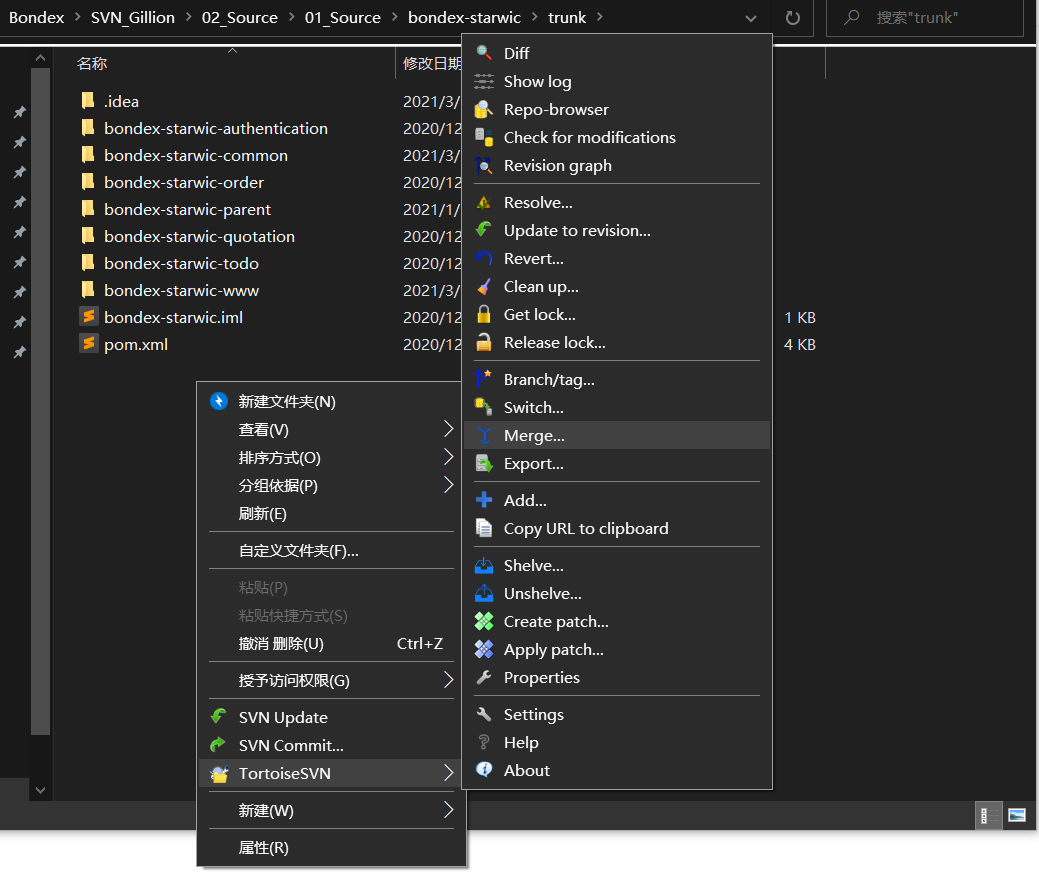 Bondex > SVN_Gillion > 02_Source > 01_Source > bondex-starwic > trunk >
搜索"trunk"
名称
修改日期
.idea 2021/3/
bondex-starwic-authentication 2020/12
bondex-starwic-common 2021/3/
bondex-starwic-order 2020/12
bondex-starwic-parent 2021/1/
bondex-starwic-quotation 2020/12
bondex-starwic-todo 2020/12
bondex-starwic-www 2021/3/
bondex-starwic.iml 2020/12 1 KB
pom.xml 2020/12 4 KB
新建文件夹(N)
查看(V)
排序方式(O)
分组依据(P)
刷新(E)
自定义文件夹(F)...
粘贴(P)
粘贴快捷方式(S)
撤消 删除(U) Ctrl+Z
授予访问权限(G)
SVN Update
SVN Commit...
TortoiseSVN
新建(W)
属性(R)
Diff
Show log
Repo-browser
Check for modifications
Revision graph
Resolve...
Update to revision...
Revert...
Clean up...
Get lock...
Release lock...
Branch/tag...
Switch...
Merge...
Export...
Add...
Copy URL to clipboard
Shelve...
Unshelve...
Create patch...
Apply patch...
Properties
Settings
Help
About